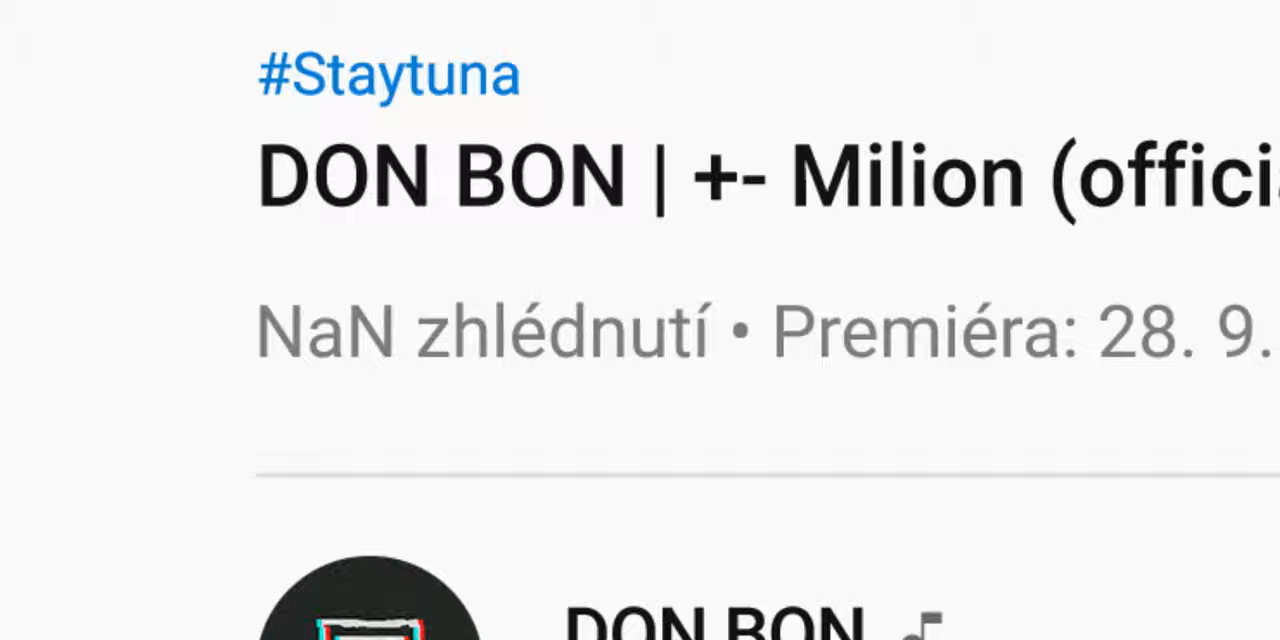 #Staytuna
DON BON | +- Milion (offici
NaN zhlédnutí • Premiéra: 28. 9.
DON BON